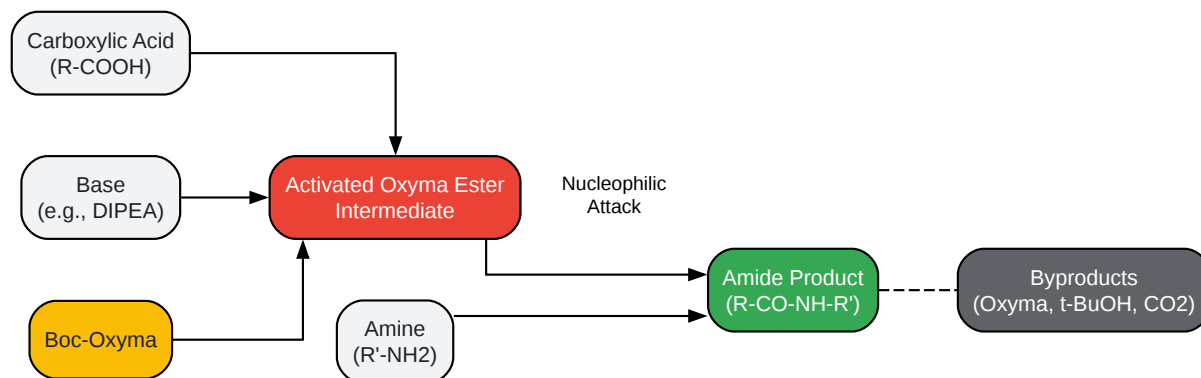 Carboxylic Acid
(R-COOH)
Base
(e.g., DIPEA)
Boc-Oxyma
Activated Oxyma Ester
Intermediate
Amine
(R'-NH2)
Nucleophilic
Attack
Amide Product
(R-CO-NH-R')
Byproducts
(Oxyma, t-BuOH, CO2)